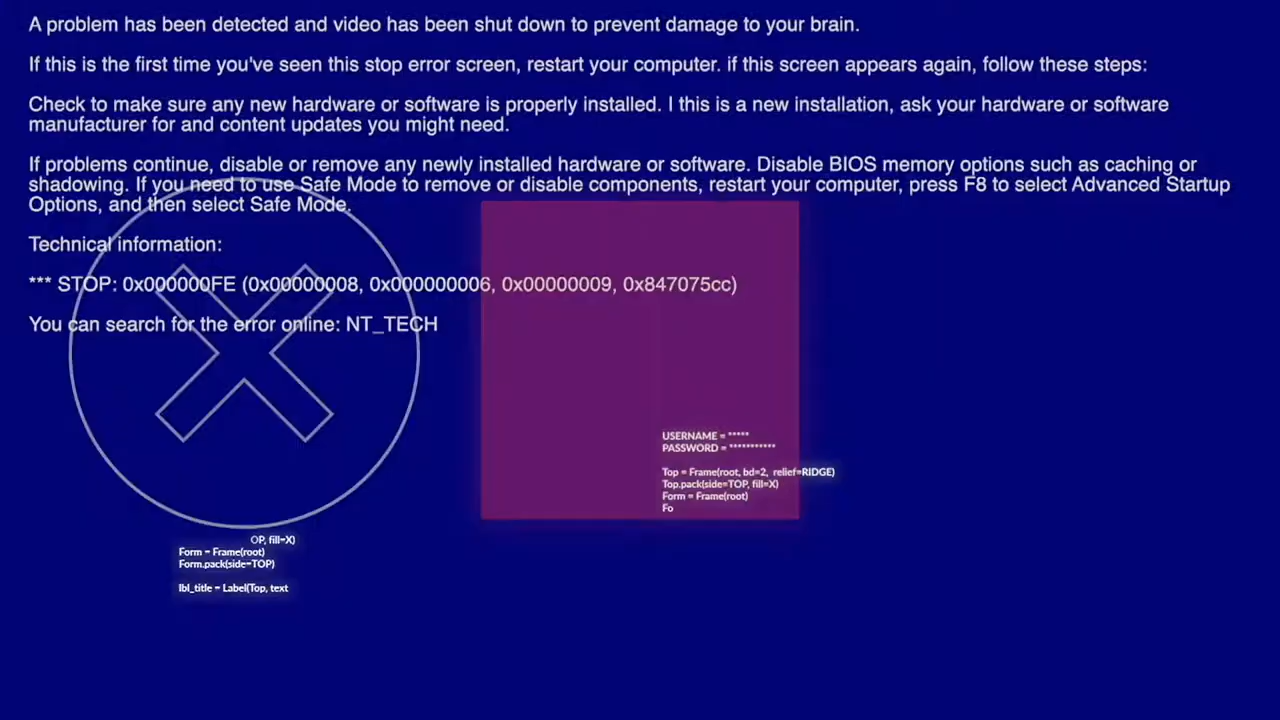 A problem has been detected and video has been shut down to prevent damage to your brain.
If this is the first time you've seen this stop error screen, restart your computer. if this screen appears again, follow these steps:
Check to make sure any new hardware or software is properly installed. I this is a new installation, ask your hardware or software
manufacturer for and content updates you might need.
If problems continue, disable or remove any newly installed hardware or software. Disable BIOS memory options such as caching or
shadowing. If you need to use Safe Mode to remove or disable components, restart your computer, press F8 to select Advanced Startup
Options, and then select Safe Mode.
Technical information:
*** STOP: 0x000000FE (0x00000008, 0x000000006, 0x00000009, 0x847075cc)
You can search for the error online: NT_TECH
USERNAME = *****
PASSWORD = ***********
Top = Frame(root, bd=2,  relief=RIDGE)
Top.pack(side=TOP, fill=X)
Form = Frame(root)
Fo
OP, fill=X)
Form = Frame(root)
Form.pack(side=TOP)
lbl_title = Label(Top, text